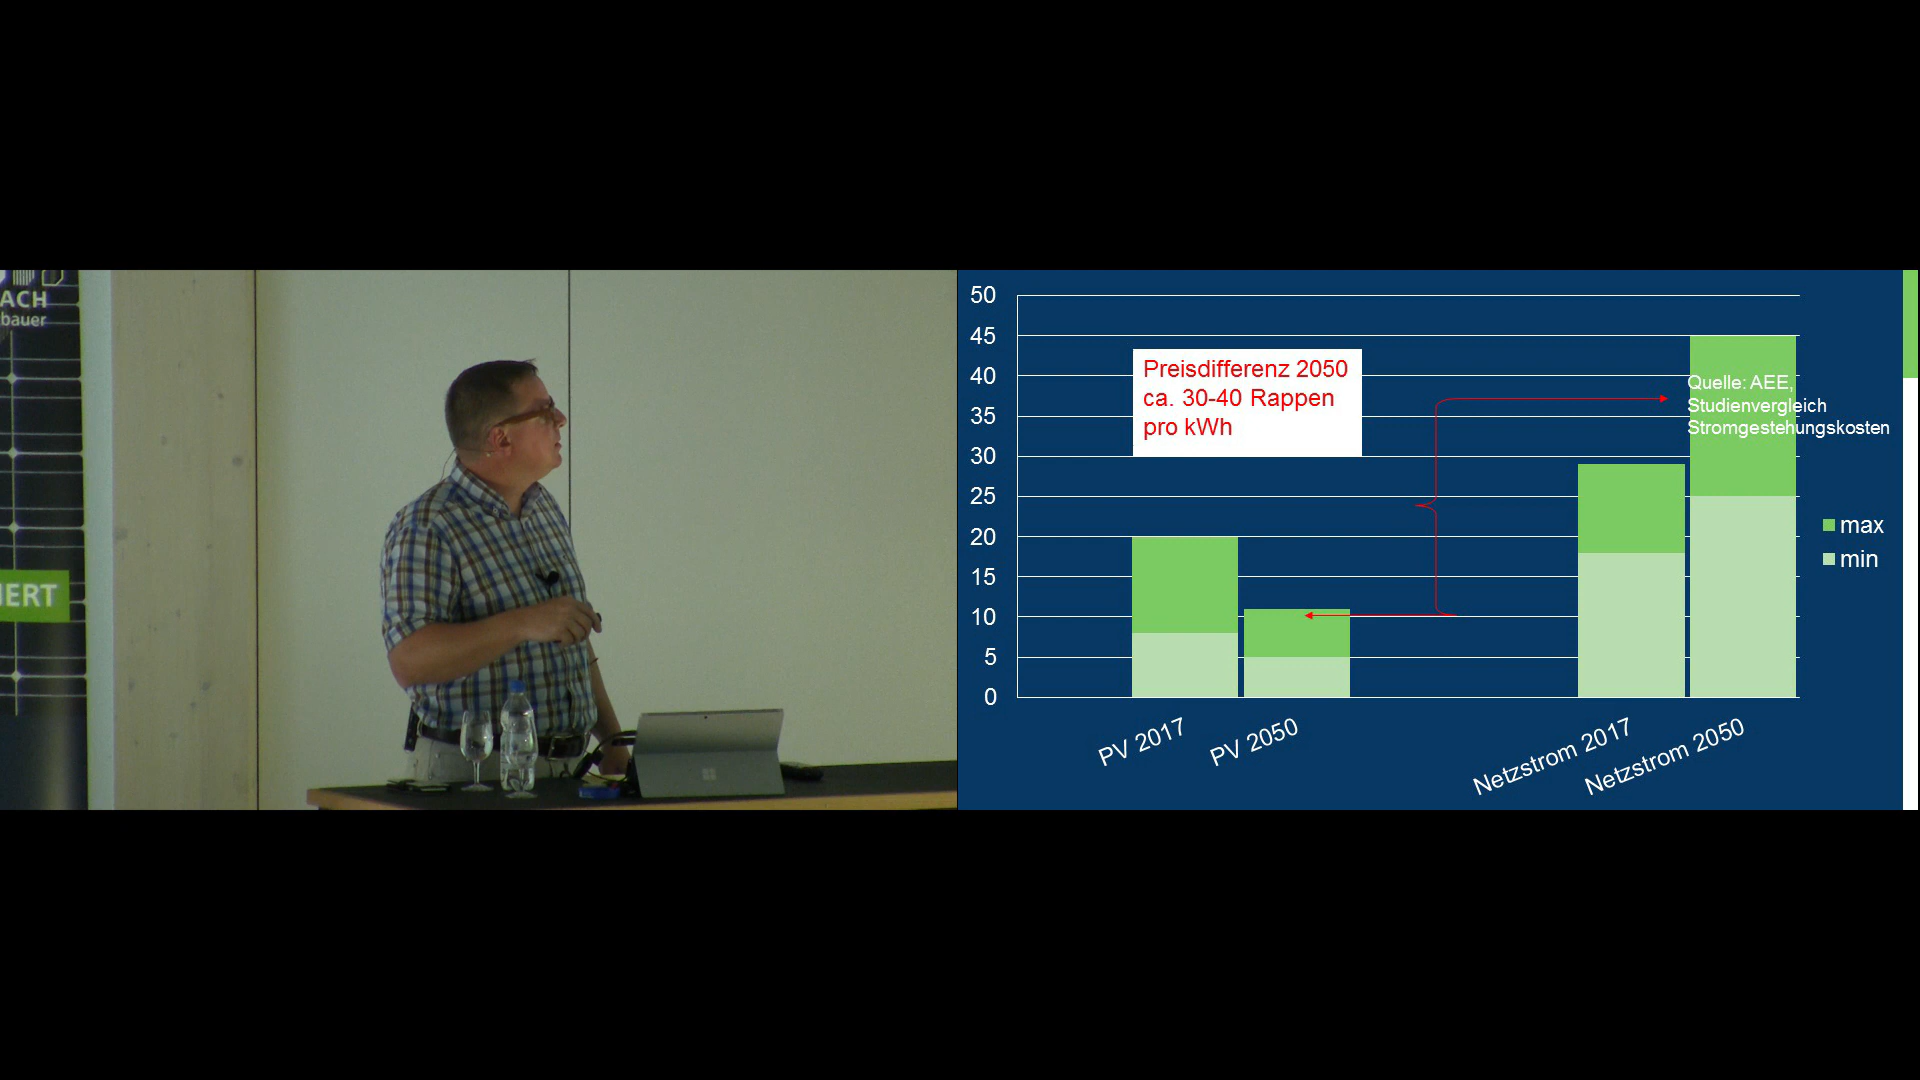 ACH
bauer
IERT
50
45
40
35
30
25
20
15
10
5
0
Preisdifferenz 2050
ca. 30-40 Rappen
pro kWh
Quelle: AEE,
Studienvergleich
Stromgestehungskosten
max
min
PV 2017
PV 2050
Netzstrom 2017
Netzstrom 2050